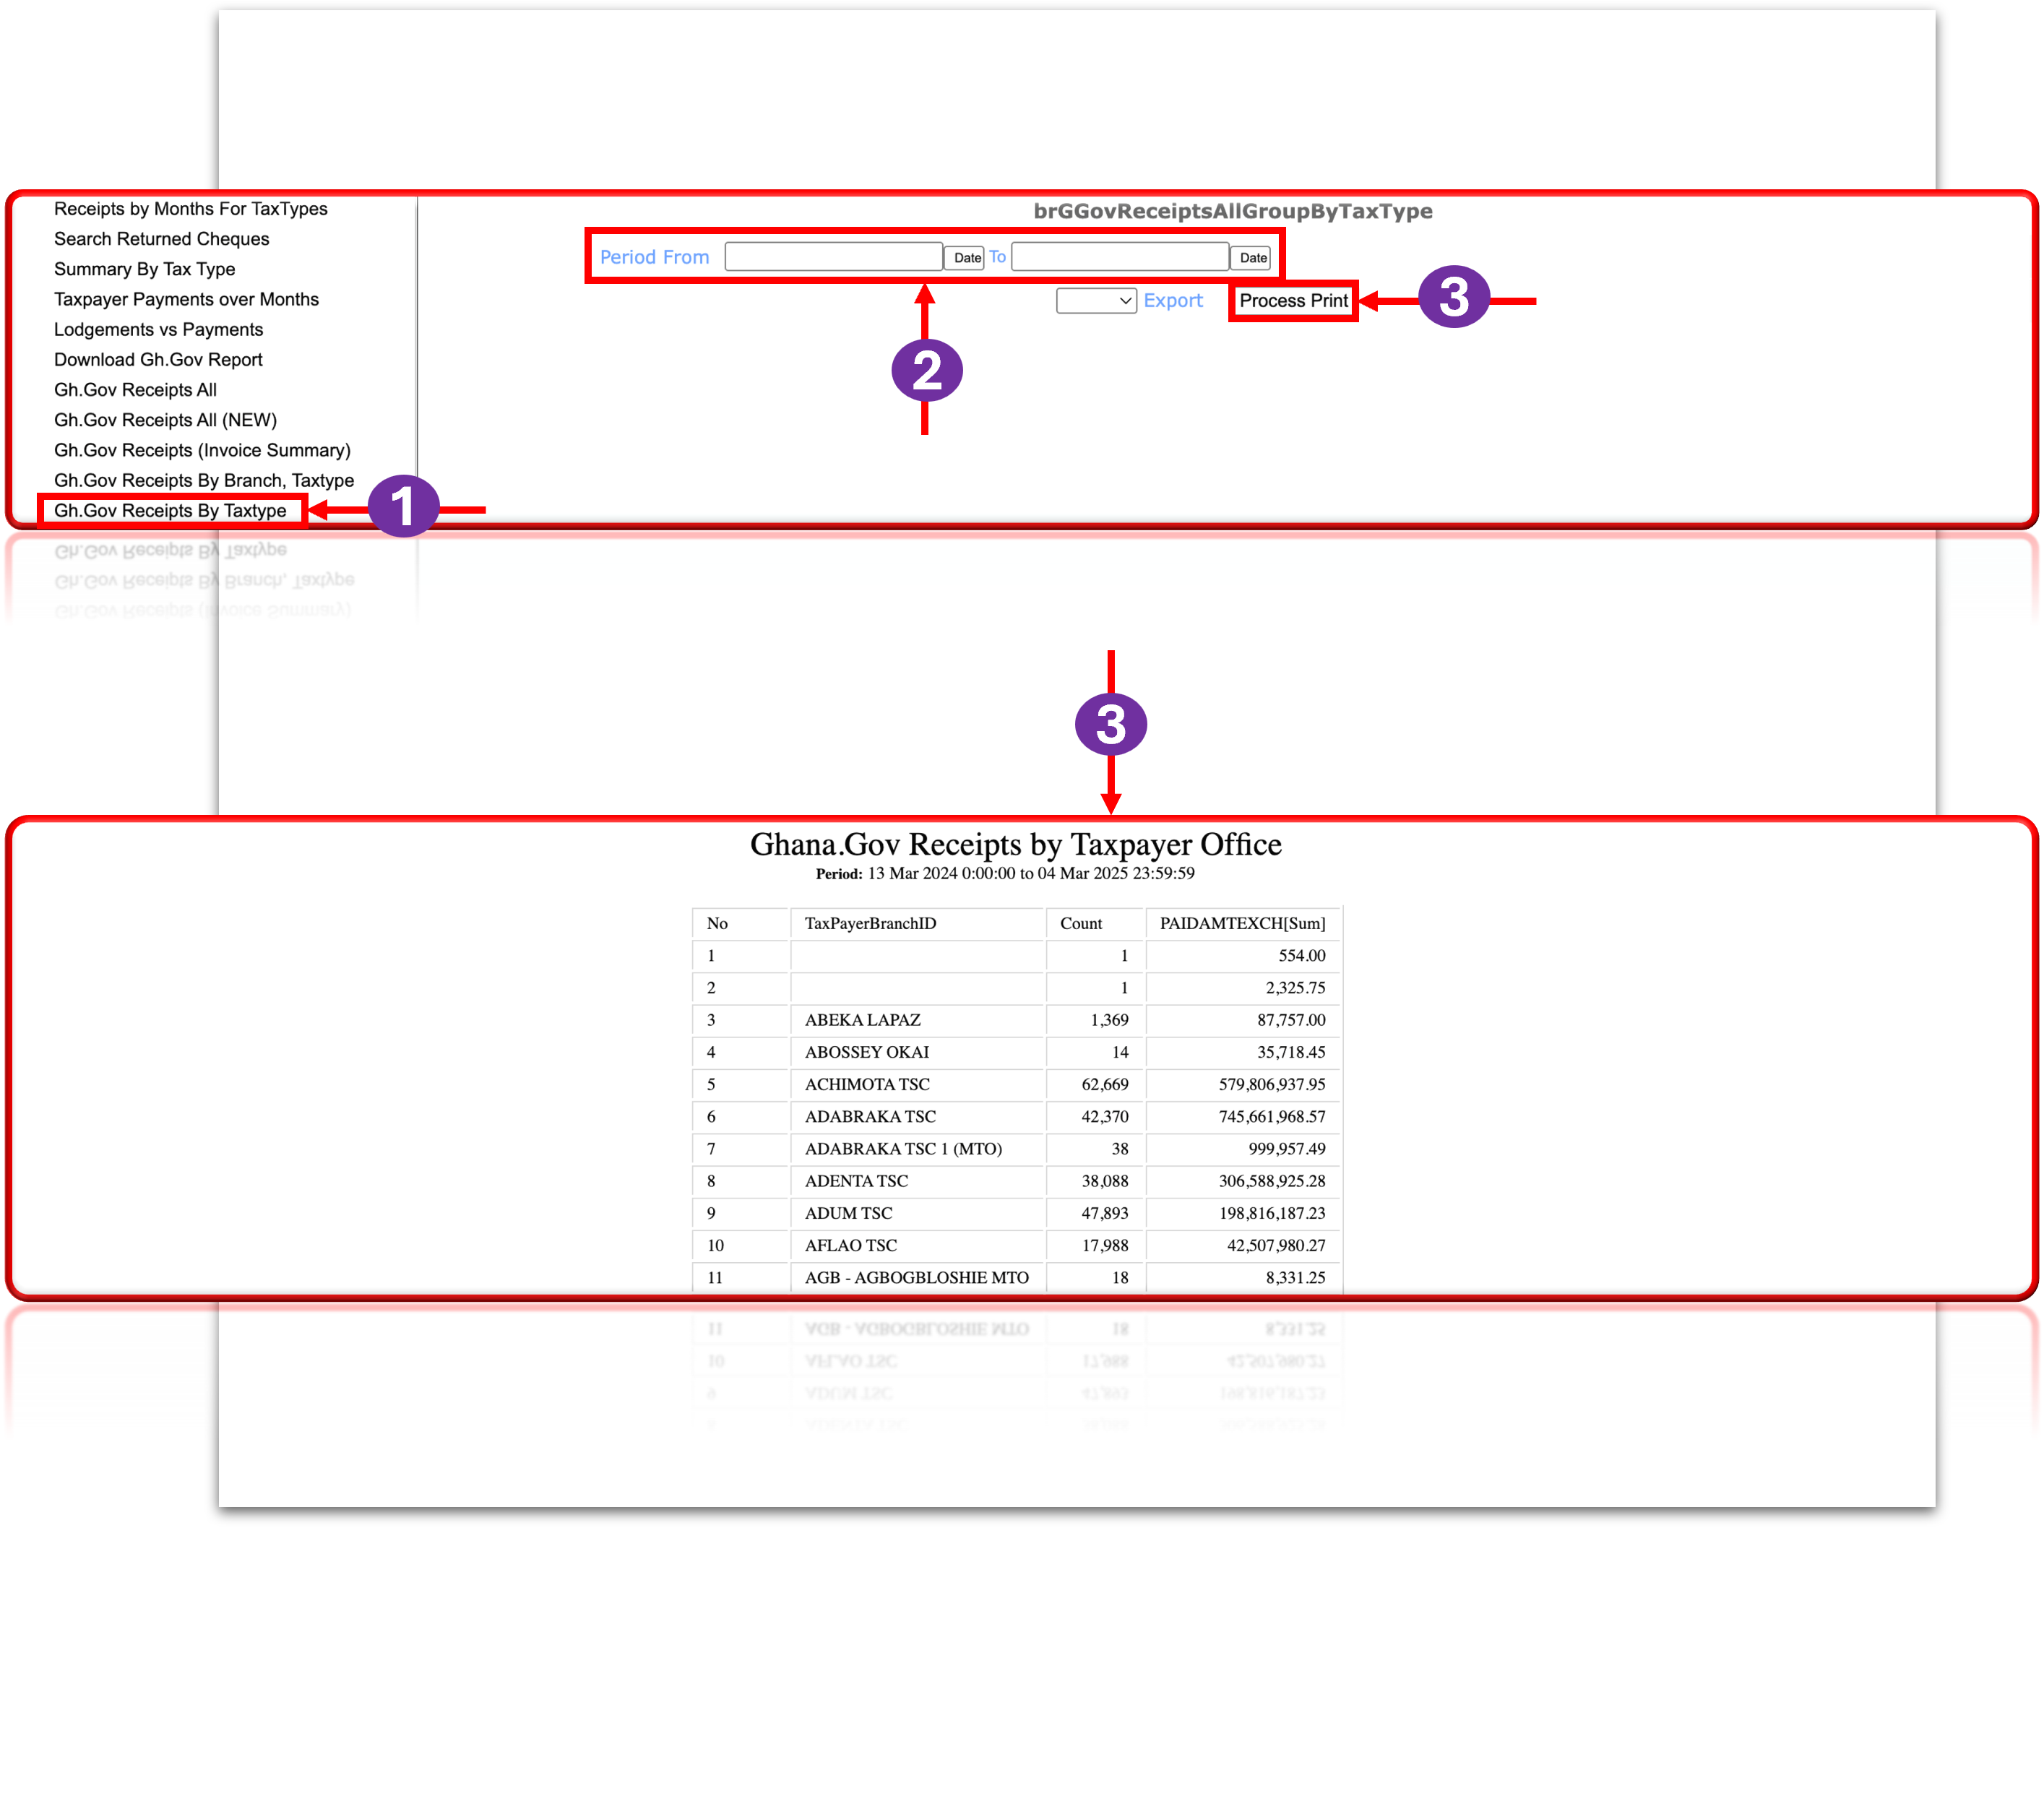 Receipts by Months For TaxTypes
Search Returned Cheques
Summary By Tax Type
Taxpayer Payments over Months
Lodgements vs Payments
Download Gh.Gov Report
Gh.Gov Receipts All
Gh.Gov Receipts All (NEW)
Gh.Gov Receipts (Invoice Summary)
Gh.Gov Receipts By Branch, Taxtype
Gh.Gov Receipts By Taxtype
1
brGGovReceiptsAllGroupByTaxType
Period From Date To Date
Export Process Print
3
2
3
Ghana.Gov Receipts by Taxpayer Office
Period: 13 Mar 2024 0:00:00 to 04 Mar 2025 23:59:59
No TaxPayerBranchID Count PAIDAMTEXCH[Sum]
1 1 554.00
2 1 2,325.75
3 ABEKA LAPAZ 1,369 87,757.00
4 ABOSSEY OKAI 14 35,718.45
5 ACHIMOTA TSC 62,669 579,806,937.95
6 ADABRAKA TSC 42,370 745,661,968.57
7 ADABRAKA TSC 1 (MTO) 38 999,957.49
8 ADENTA TSC 38,088 306,588,925.28
9 ADUM TSC 47,893 198,816,187.23
10 AFLAO TSC 17,988 42,507,980.27
11 AGB - AGBOGBLOSHIE MTO 18 8,331.25